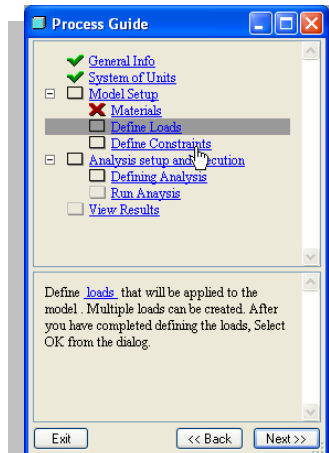 Process Guide
General Info
System of Units
Model Setup
Materials
Define Loads
Define Constraints
Analysis setup and
Defining Analysis
Run Anaysis
View Results
Define loads that will be applied to the
model . Multiple loads can be created. After
you have completed defining the loads, Select
OK from the dialog.
Exit
<< Back
Next >>